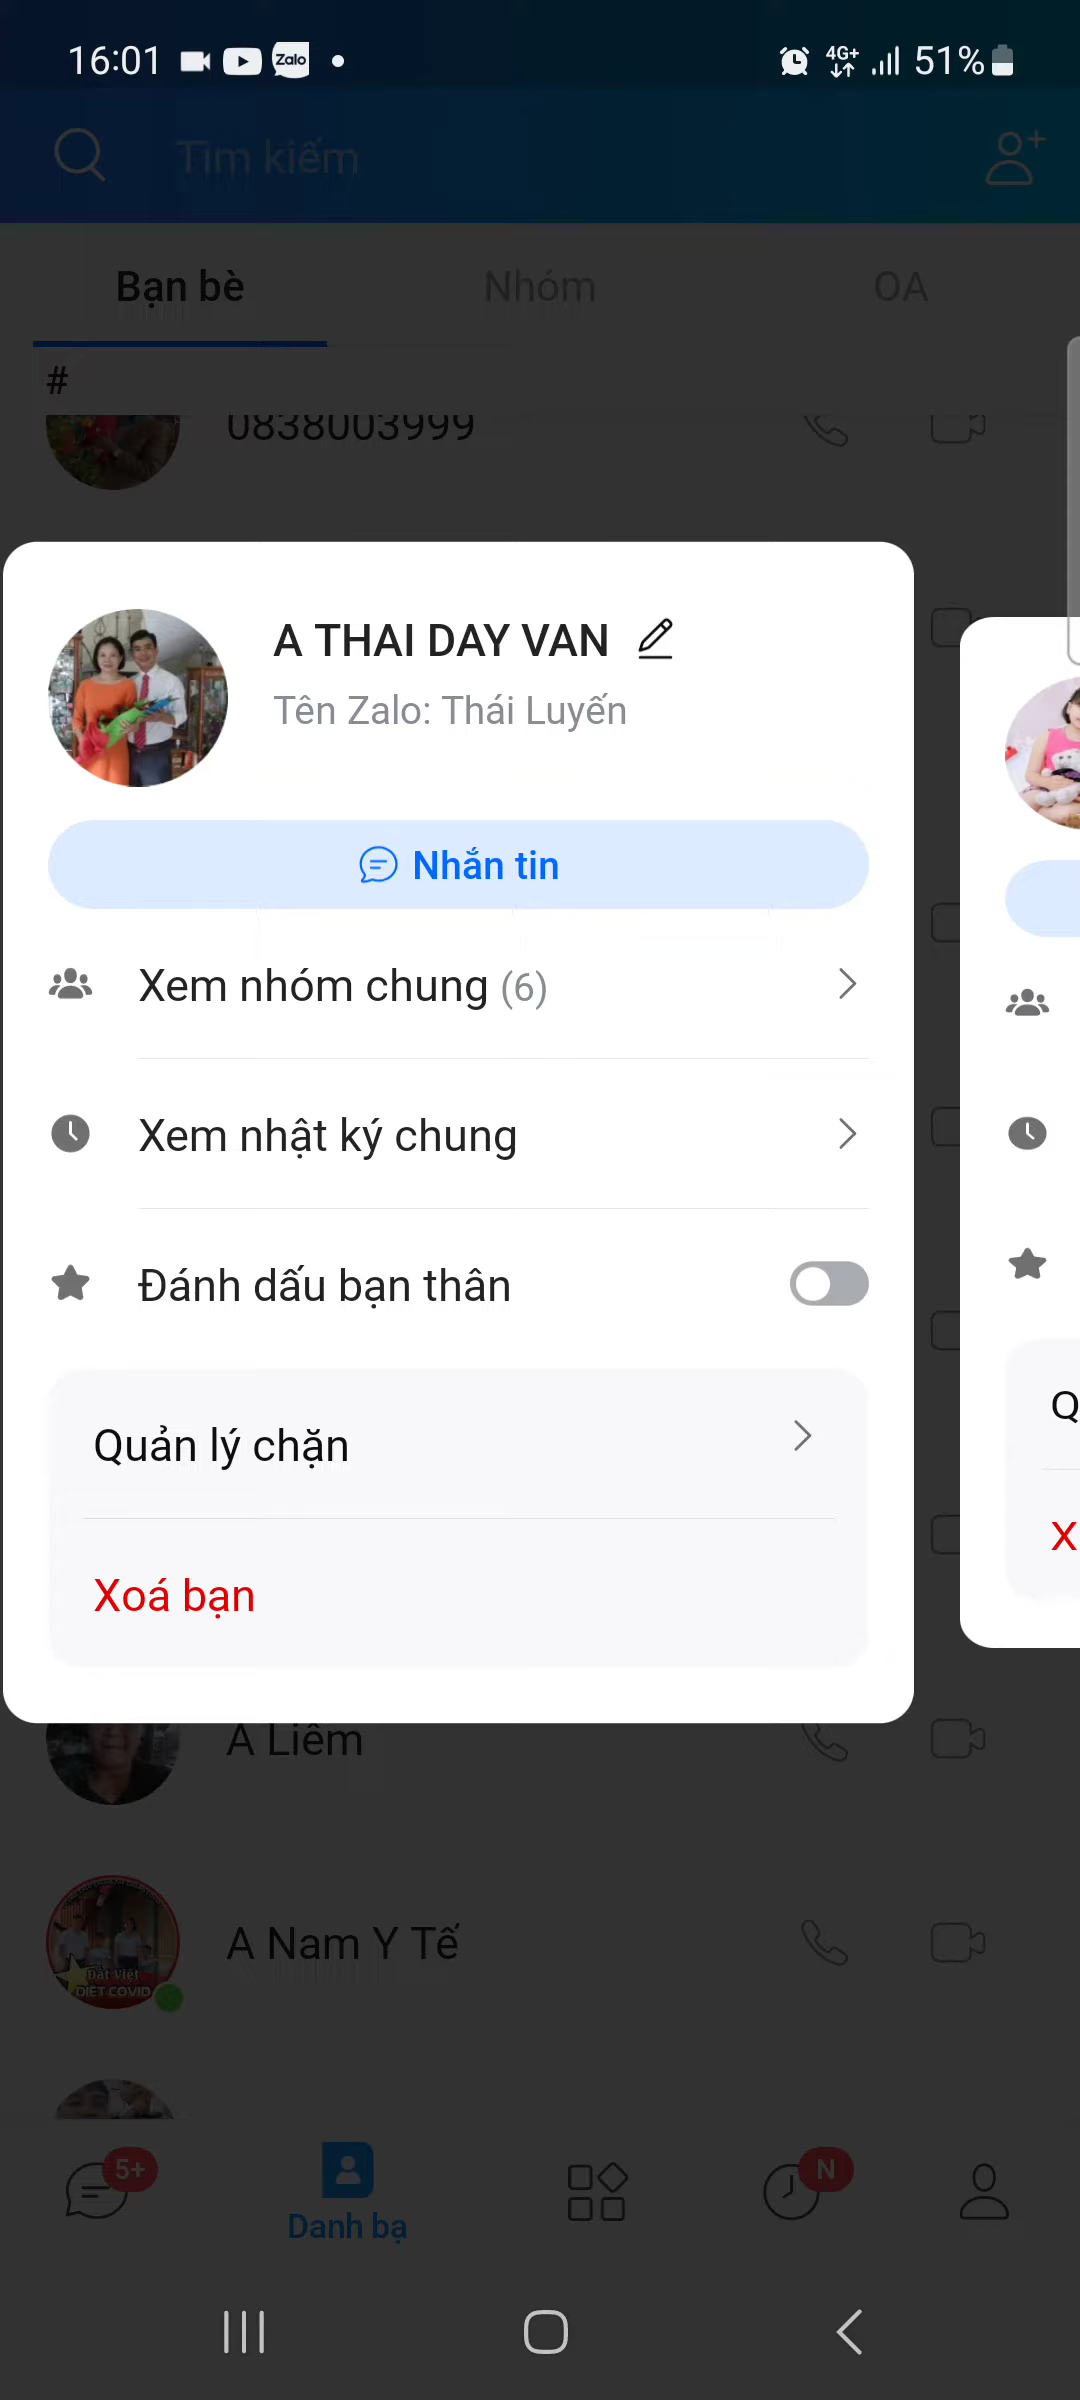 16:01
Zalo
4G+
51%
Tìm kiếm
Bạn bè
Nhóm
OA
#
0838003999
A THAI DAY VAN
Tên Zalo: Thái Luyến
Nhắn tin
Xem nhóm chung (6)
Xem nhật ký chung
Đánh dấu bạn thân
Quản lý chặn
Q
Xoá bạn
X
A Liêm
A Nam Y Tế
Đất Việt
DIỆT COVID
5+
N
Danh bạ